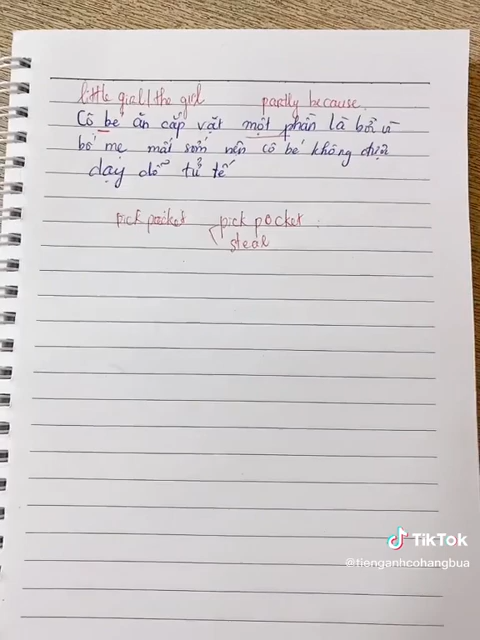 little girl / the girl partly because
Cô bé ăn cắp vặt một phần là bởi vì
bố mẹ mất sớm nên cô bé không được
dạy dỗ tử tế
pick pocket pick pocket :
steal
TikTok
@tienganhcohangbua